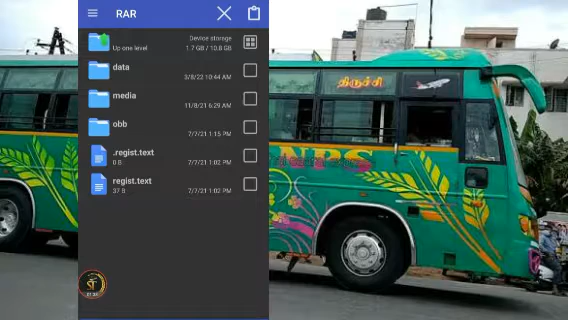 RAR
Device storage
Up one level
1.7 GB / 10.8 GB
data
3/8/22 10:44 AM
media
11/8/21 6:29 AM
obb
7/7/21 1:15 PM
.regist.text
0 B
7/7/21 1:02 PM
regist.text
37 B
7/7/21 1:02 PM
திருச்சி
NPS